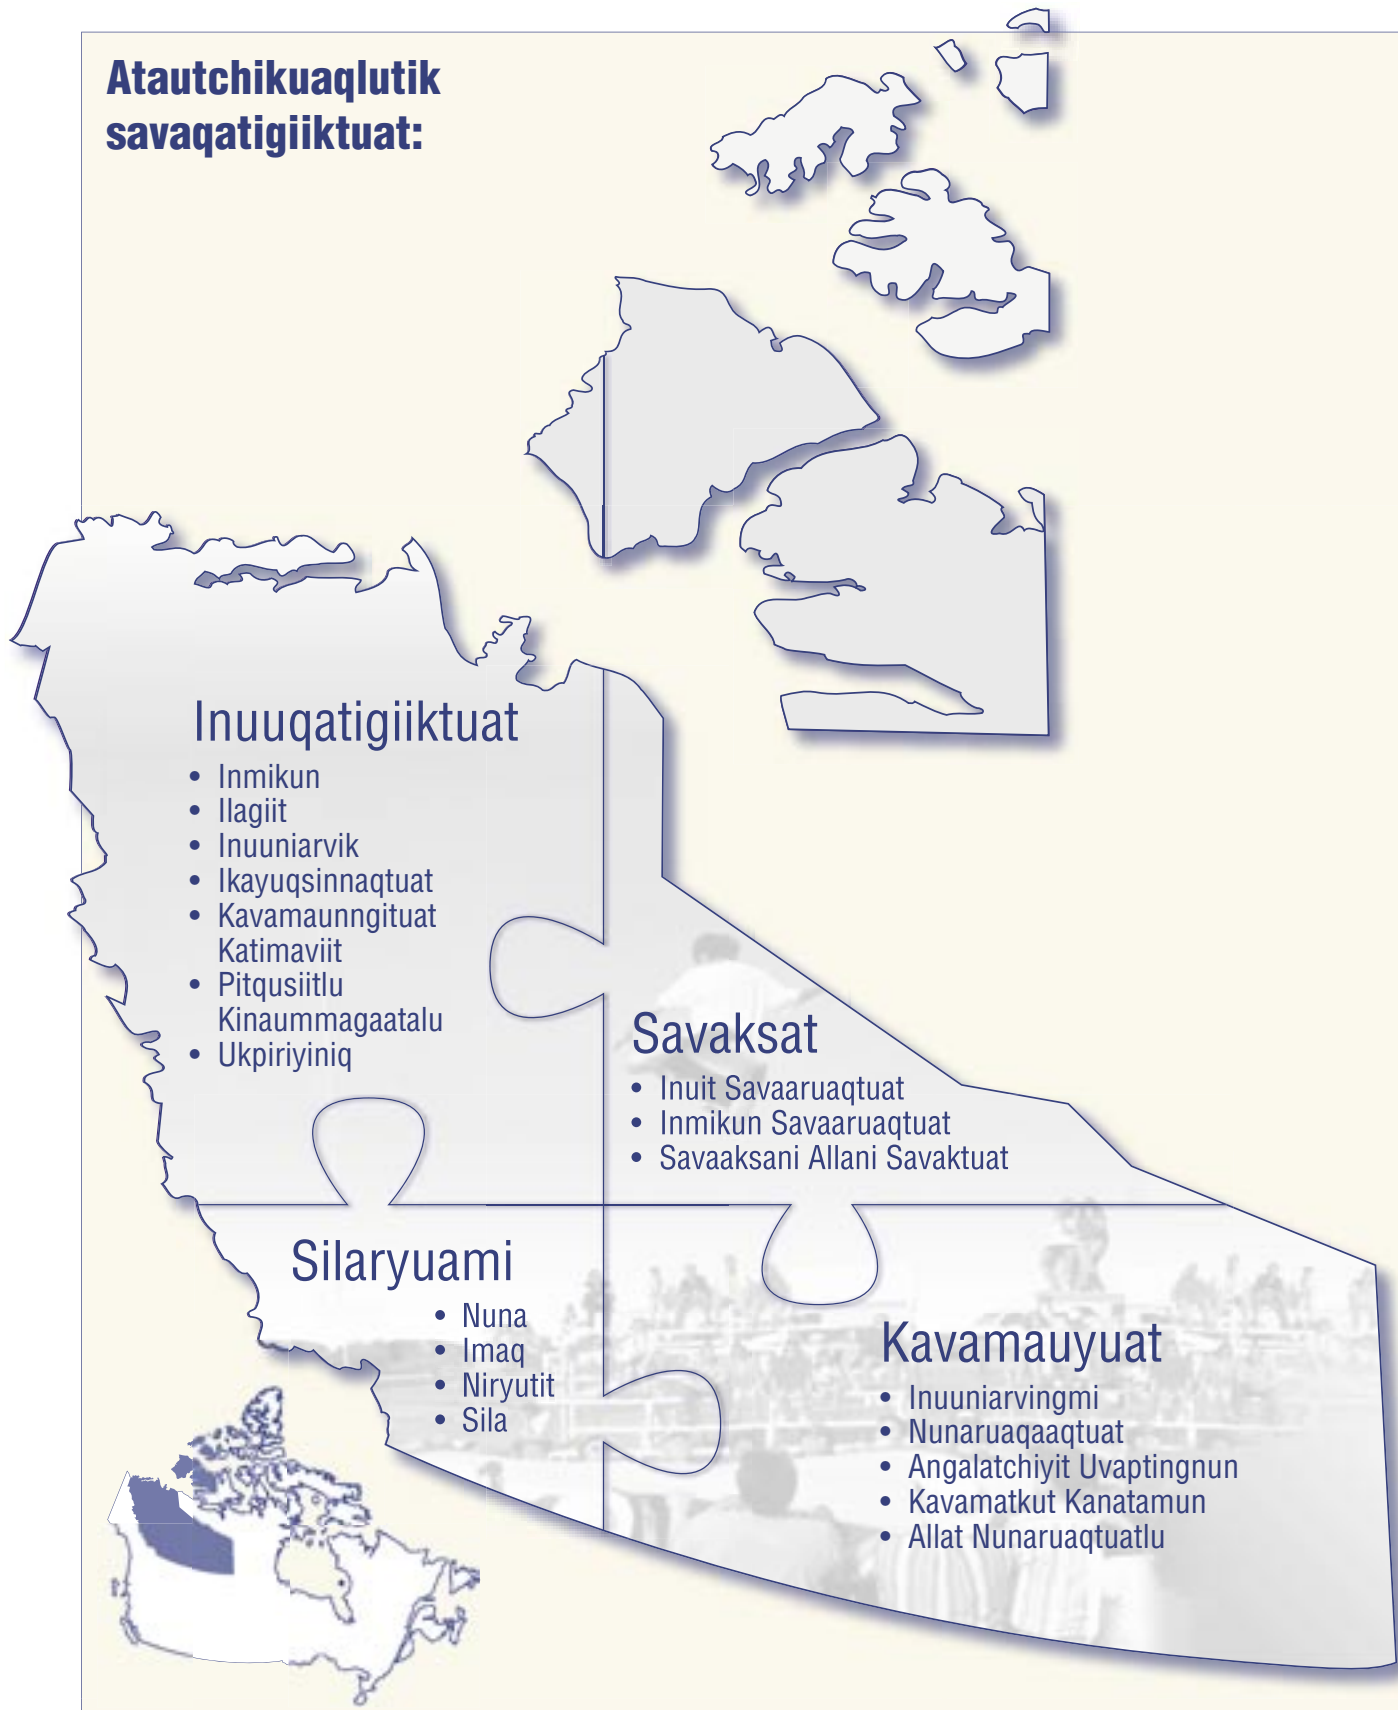 Atautchikuaqlutik
savaqatigiiktuat:
Inuuqatigiiktuat
• Inmikun
• Ilagiit
• Inuuniarvik
• Ikayuqsinnaqtuat
• Kavamaunngituat
Katimaviit
• Pitqusiitlu
Kinaummagaatalu
• Ukpiriyiniq
Savaksat
• Inuit Savaaruaqtuat
• Inmikun Savaaruaqtuat
• Savaaksani Allani Savaktuat
Silaryuami
• Nuna
• Imaq
• Niryutit
• Sila
Kavamauyuat
• Inuuniarvingmi
• Nunaruaqaaqtuat
• Angalatchiyit Uvaptingnun
• Kavamatkut Kanatamun
• Allat Nunaruaqtuatlu